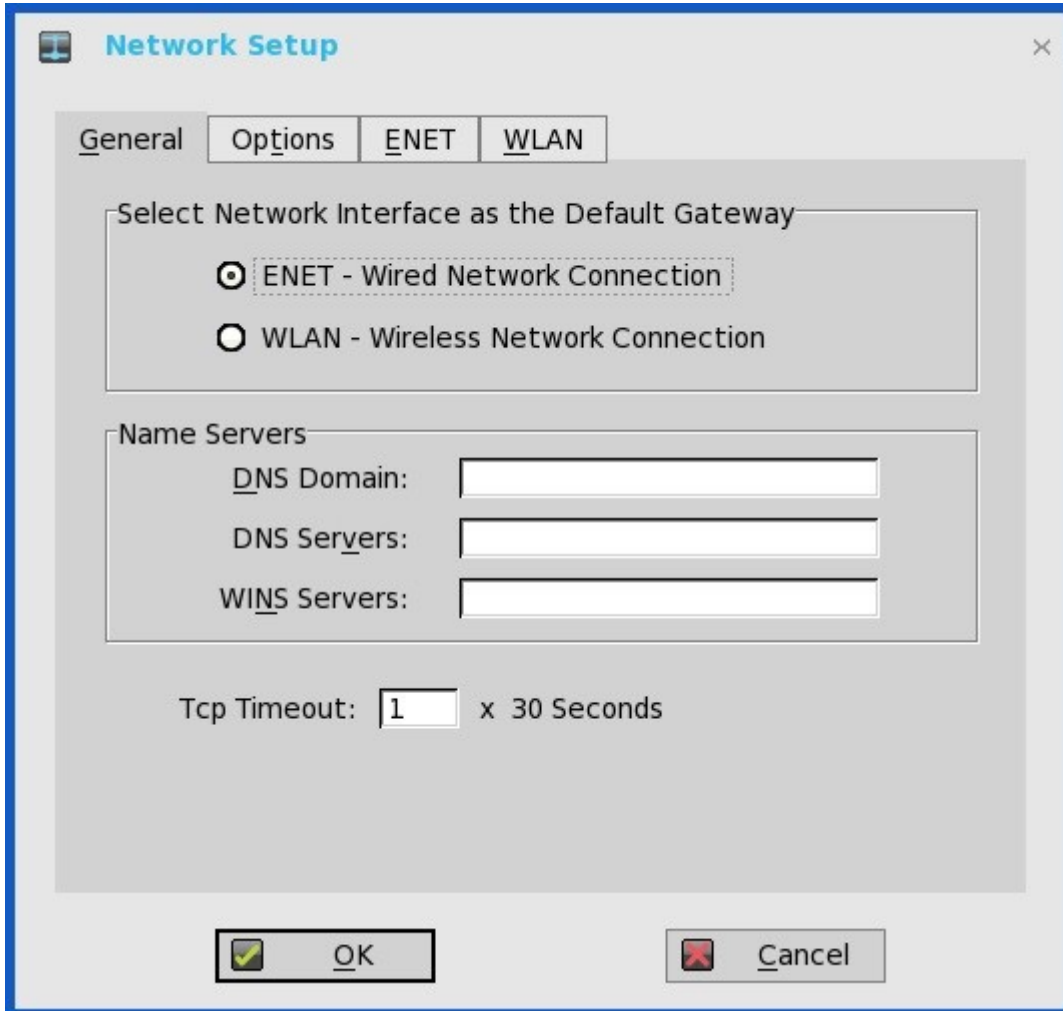 Network Setup
General Options ENET WLAN
Select Network Interface as the Default Gateway
ENET - Wired Network Connection
WLAN - Wireless Network Connection
Name Servers
DNS Domain:
DNS Servers:
WINS Servers:
Tcp Timeout: 1 x 30 Seconds
OK Cancel